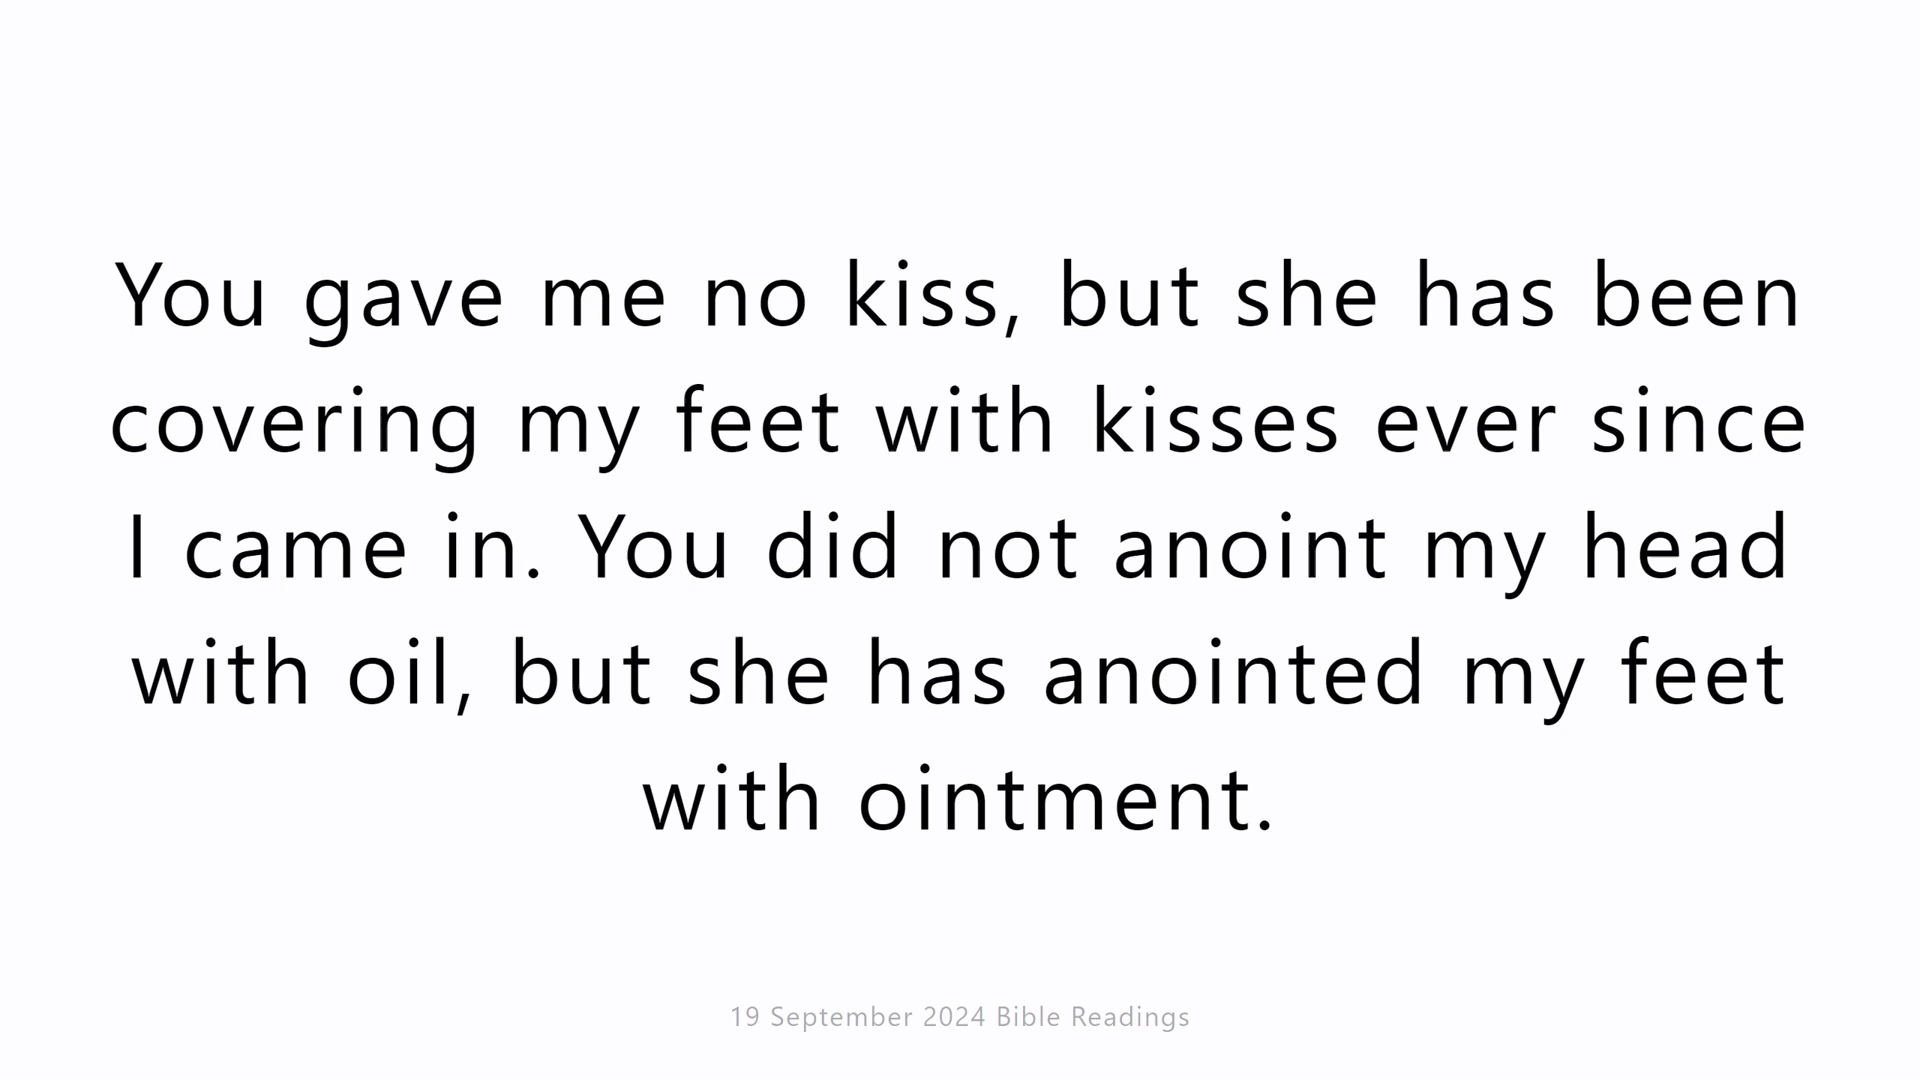 You gave me no kiss, but she has been
covering my feet with kisses ever since
I came in. You did not anoint my head
with oil, but she has anointed my feet
with ointment.
19 September 2024 Bible Readings